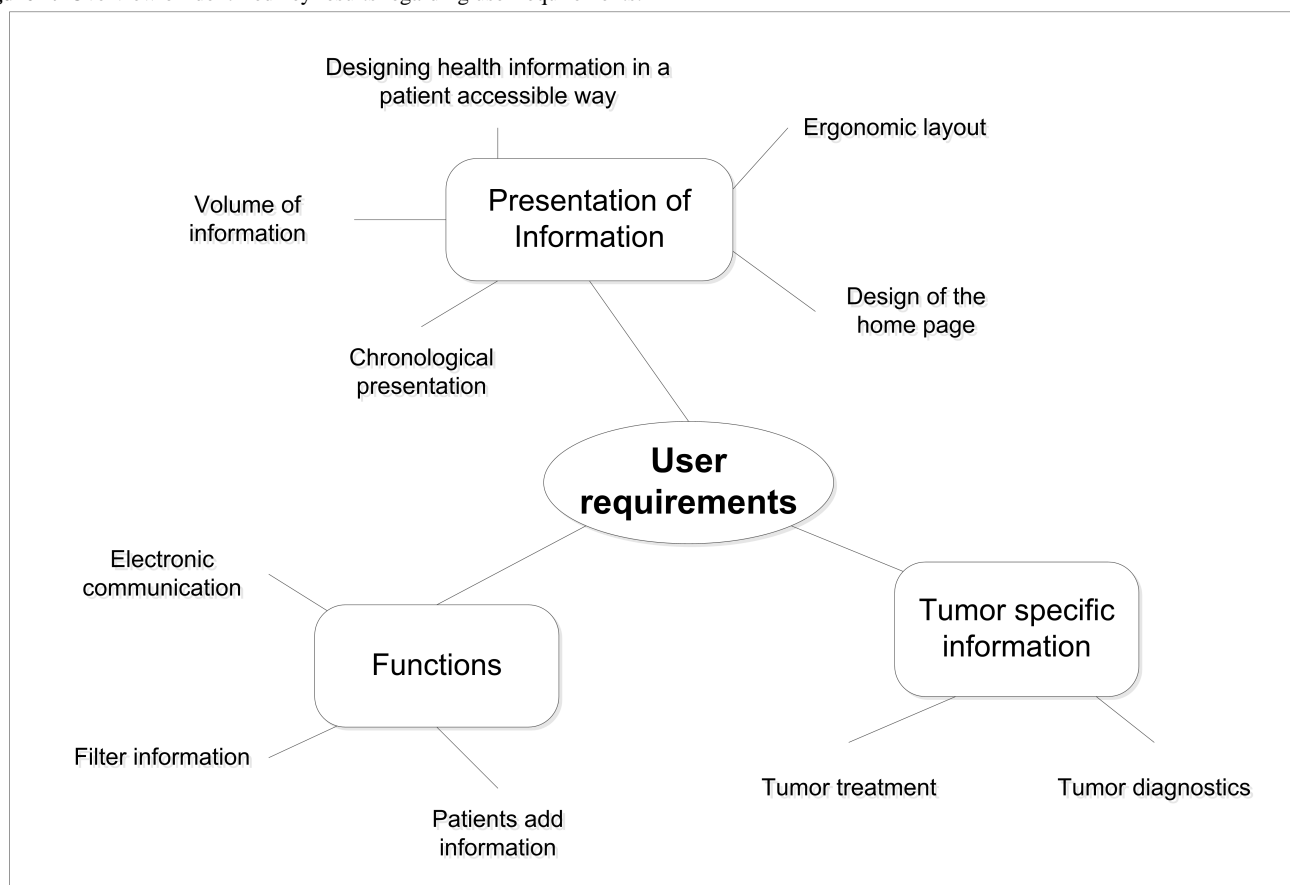 Designing health information in a
patient accessible way
Ergonomic layout
Presentation of
Information
Volume of
information
Design of the
home page
Chronological
presentation
User
requirements
Electronic
communication
Tumor specific
information
Functions
Filter information
Tumor treatment
Tumor diagnostics
Patients add
information